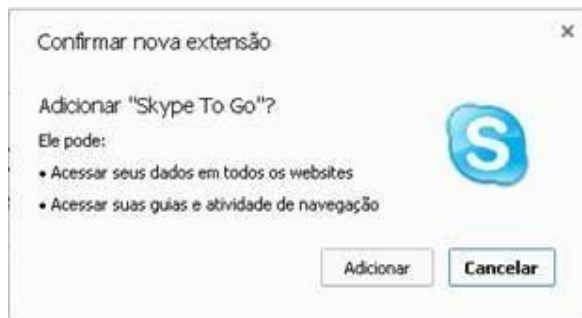 Confirmar nova extensão
Adicionar "Skype To Go"?
Ele pode:
• Acessar seus dados em todos os websites
• Acessar suas guias e atividade de navegação
Adicionar
Cancelar